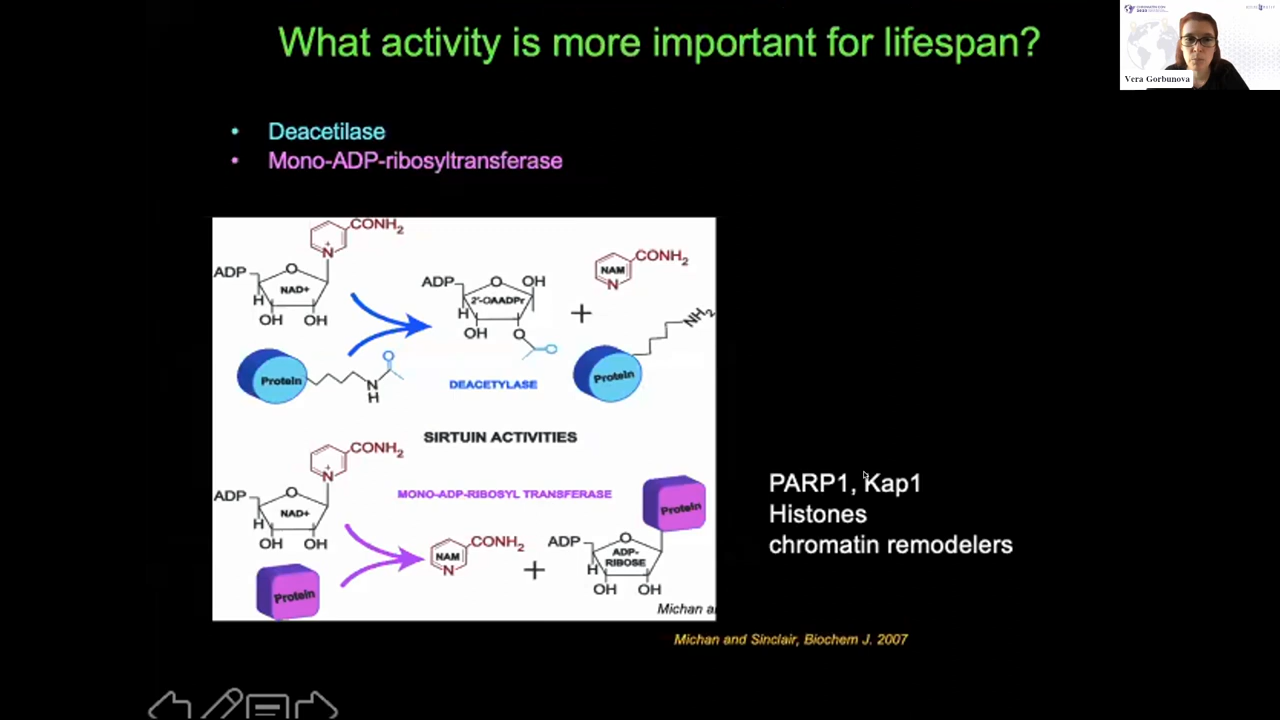 What activity is more important for lifespan?
Vera Gorbunova
• Deacetilase
• Mono-ADP-ribosyltransferase
CONH2
N
+
ADP
O
NAD+
H
OH OH
Protein
O
N
H
ADP
O
OH
2'-OAADPr
H
OH
O
O
DEACETYLASE
+
CONH2
NAM
N
NH2
Protein
SIRTUIN ACTIVITIES
CONH2
N
+
ADP
O
NAD+
H
OH OH
Protein
MONO-ADP-RIBOSYL TRANSFERASE
CONH2
NAM
N
+
Protein
ADP
O
ADP-
RIBOSE
H
OH OH
Michan a
PARP1, Kap1
Histones
chromatin remodelers
Michan and Sinclair, Biochem J. 2007